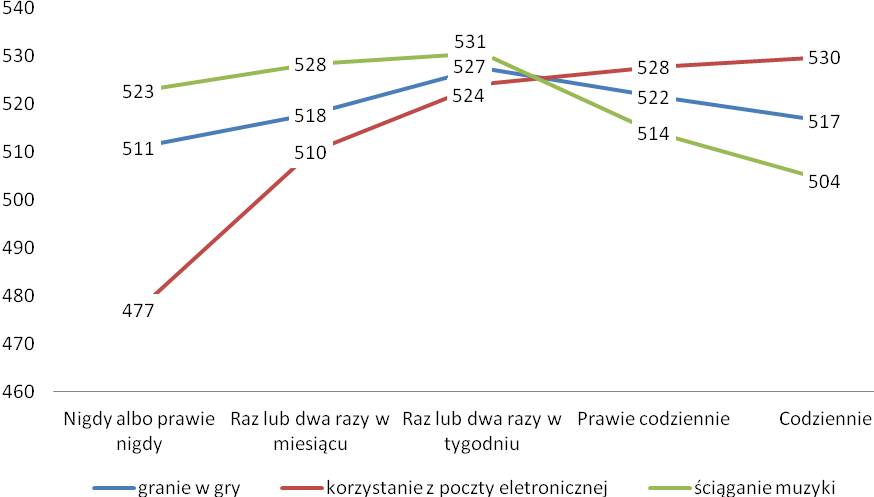 540
530
520
510
500
490
480
470
460
523
528
531
514
504
511
518
527
522
517
477
510
524
528
530
Nigdy albo prawie
nigdy
Raz lub dwa razy w
miesiącu
Raz lub dwa razy w
tygodniu
Prawie codziennie
Codziennie
granie w gry
korzystanie z poczty eletronicznej
ściąganie muzyki